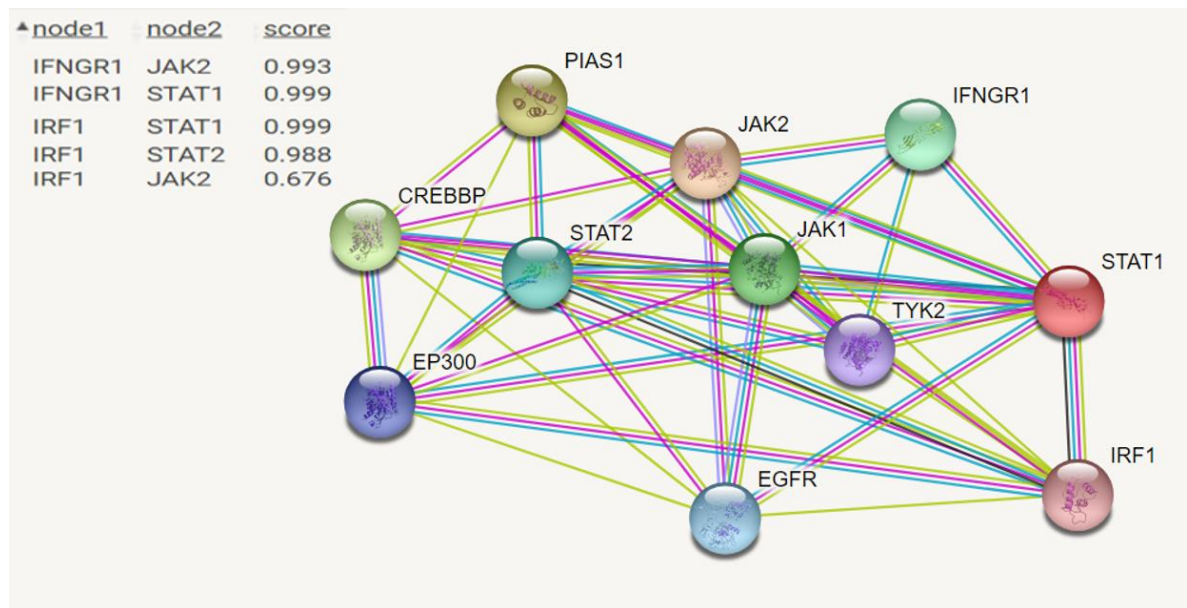 node1 node2 score
IFNGR1 JAK2 0.993
IFNGR1 STAT1 0.999
IRF1 STAT1 0.999
IRF1 STAT2 0.988
IRF1 JAK2 0.676
PIAS1
IFNGR1
JAK2
CREBBP
STAT2
JAK1
STAT1
TYK2
EP300
IRF1
EGFR